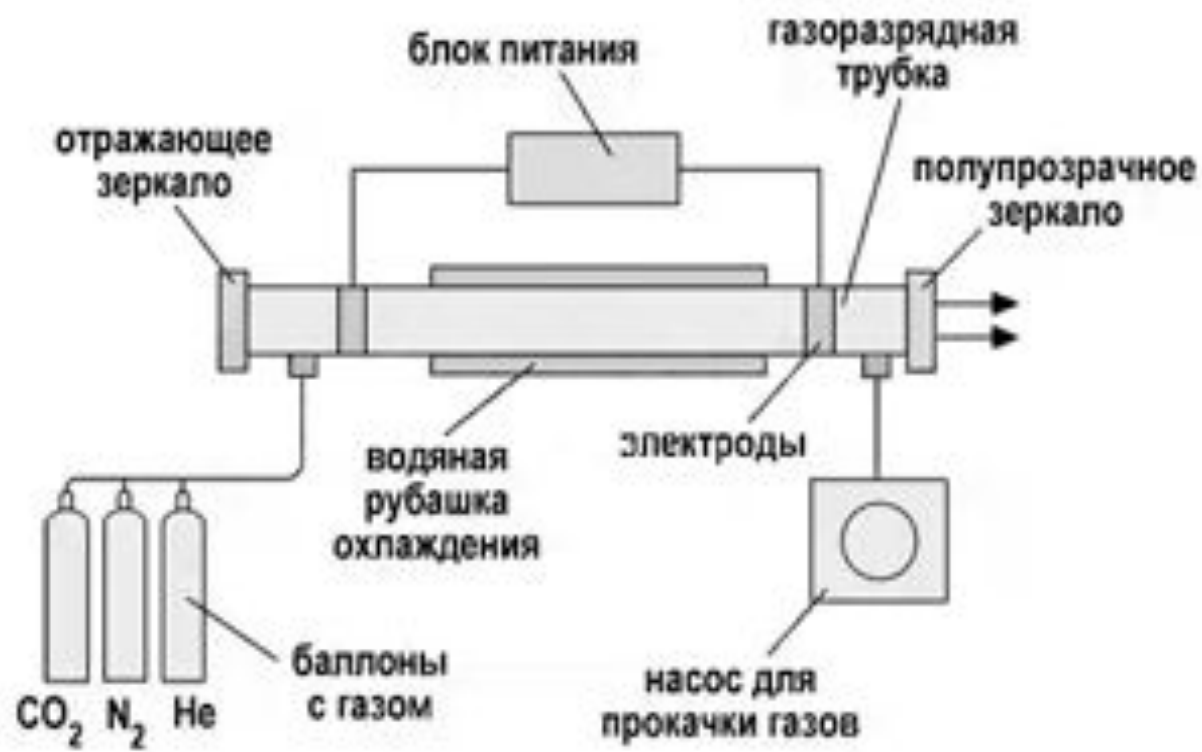 блок питания
газоразрядная
трубка
отражающее
зеркало
полупрозрачное
зеркало
электроды
водяная
рубашка
охлаждения
баллоны
с газом
насос для
прокачки газов
CO₂ N₂ He